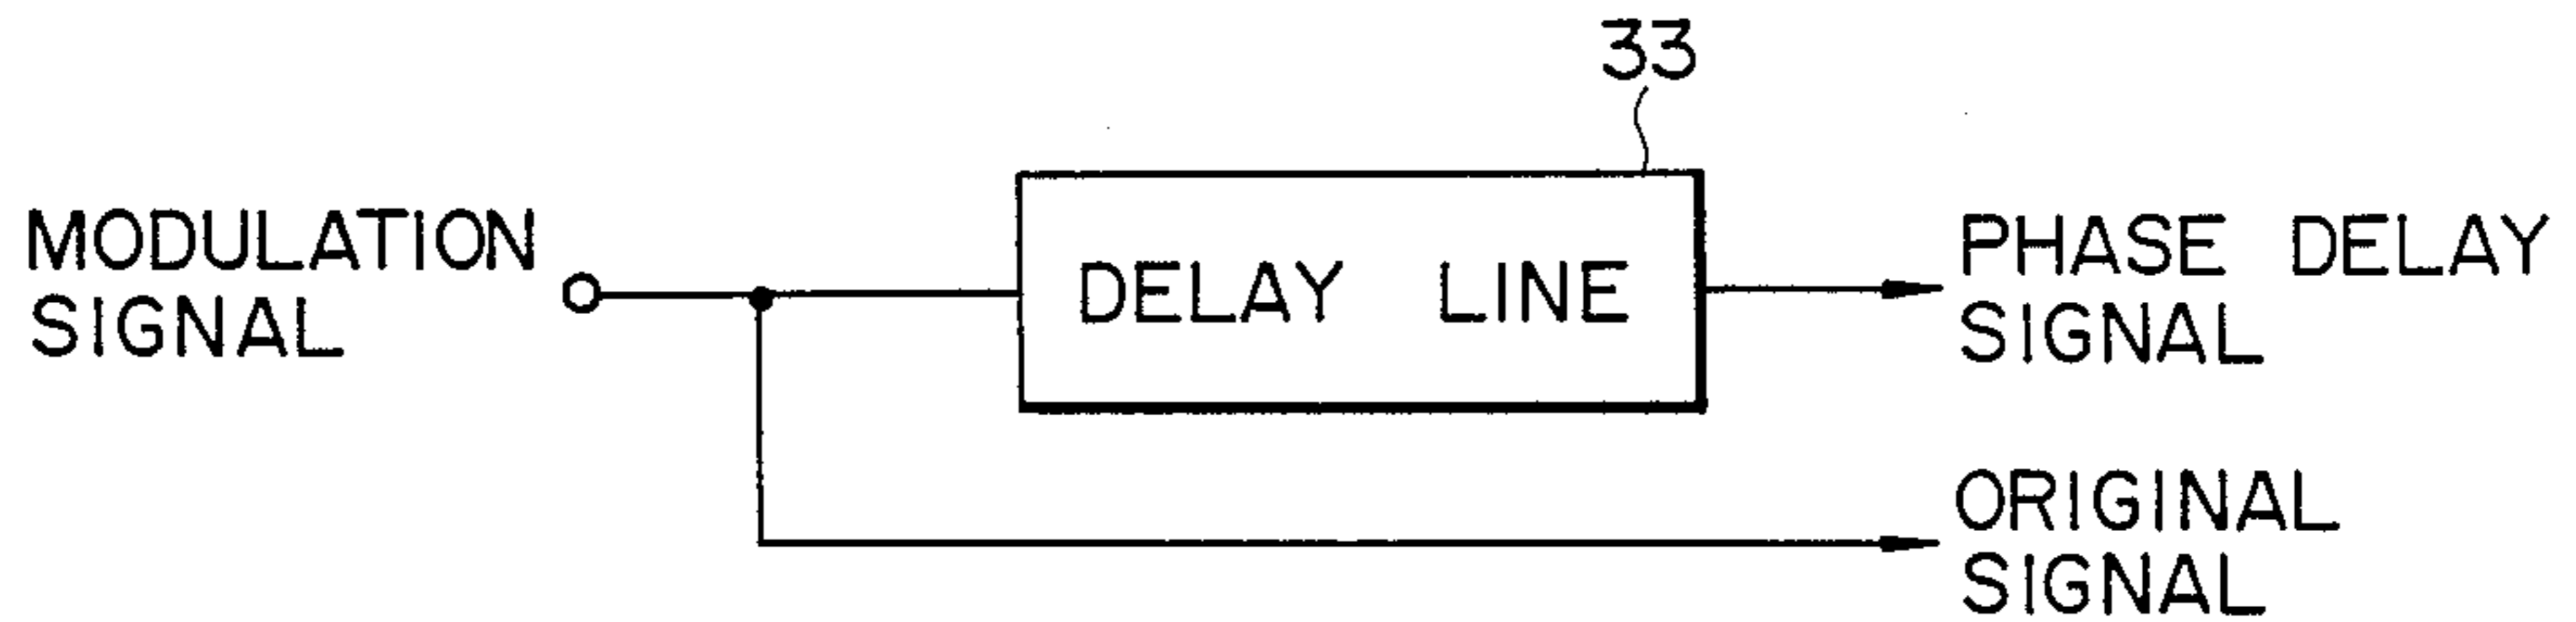 33
MODULATION
SIGNAL
DELAY LINE
PHASE DELAY
SIGNAL
ORIGINAL
SIGNAL